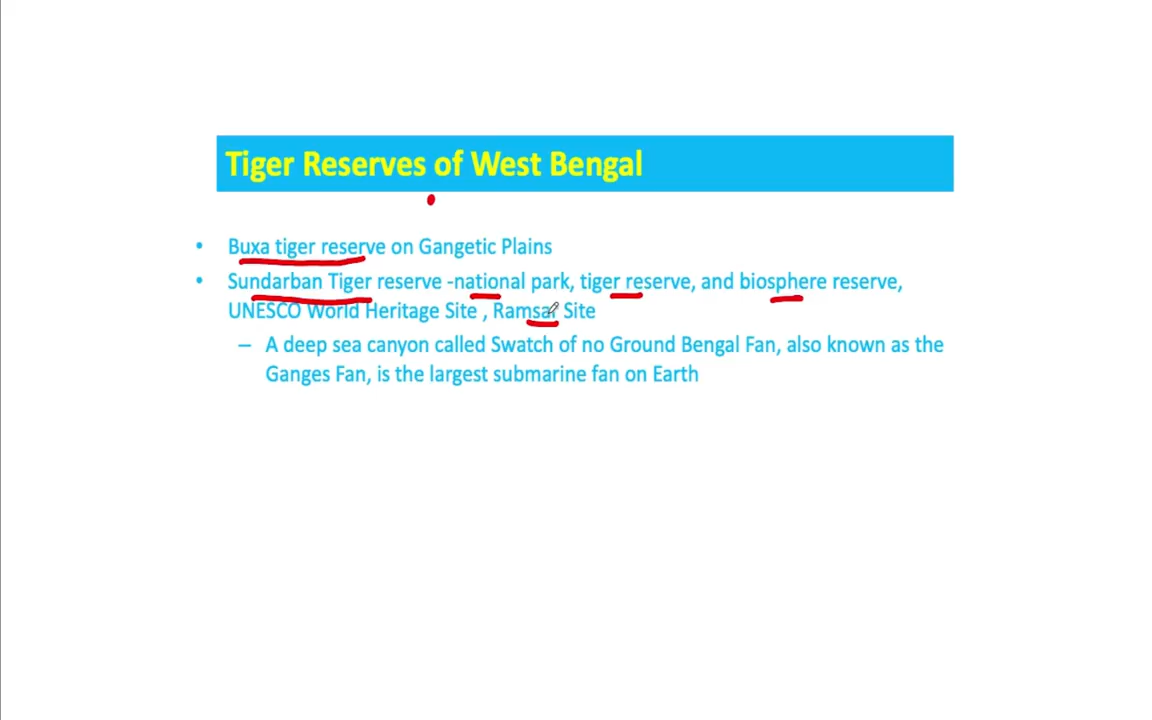 Tiger Reserves of West Bengal
• Buxa tiger reserve on Gangetic Plains
• Sundarban Tiger reserve -national park, tiger reserve, and biosphere reserve,
UNESCO World Heritage Site , Ramsar Site
– A deep sea canyon called Swatch of no Ground Bengal Fan, also known as the
Ganges Fan, is the largest submarine fan on Earth